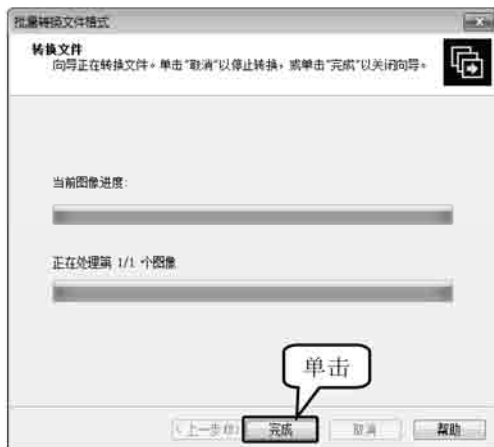 批量转换文件格式
转换文件
向导正在转换文件。单击"取消"以停止转换，或单击"完成"以关闭向导。
当前图像进度：
正在处理第 1/1 个图像
单击
<上一步(B) 完成 取消 帮助